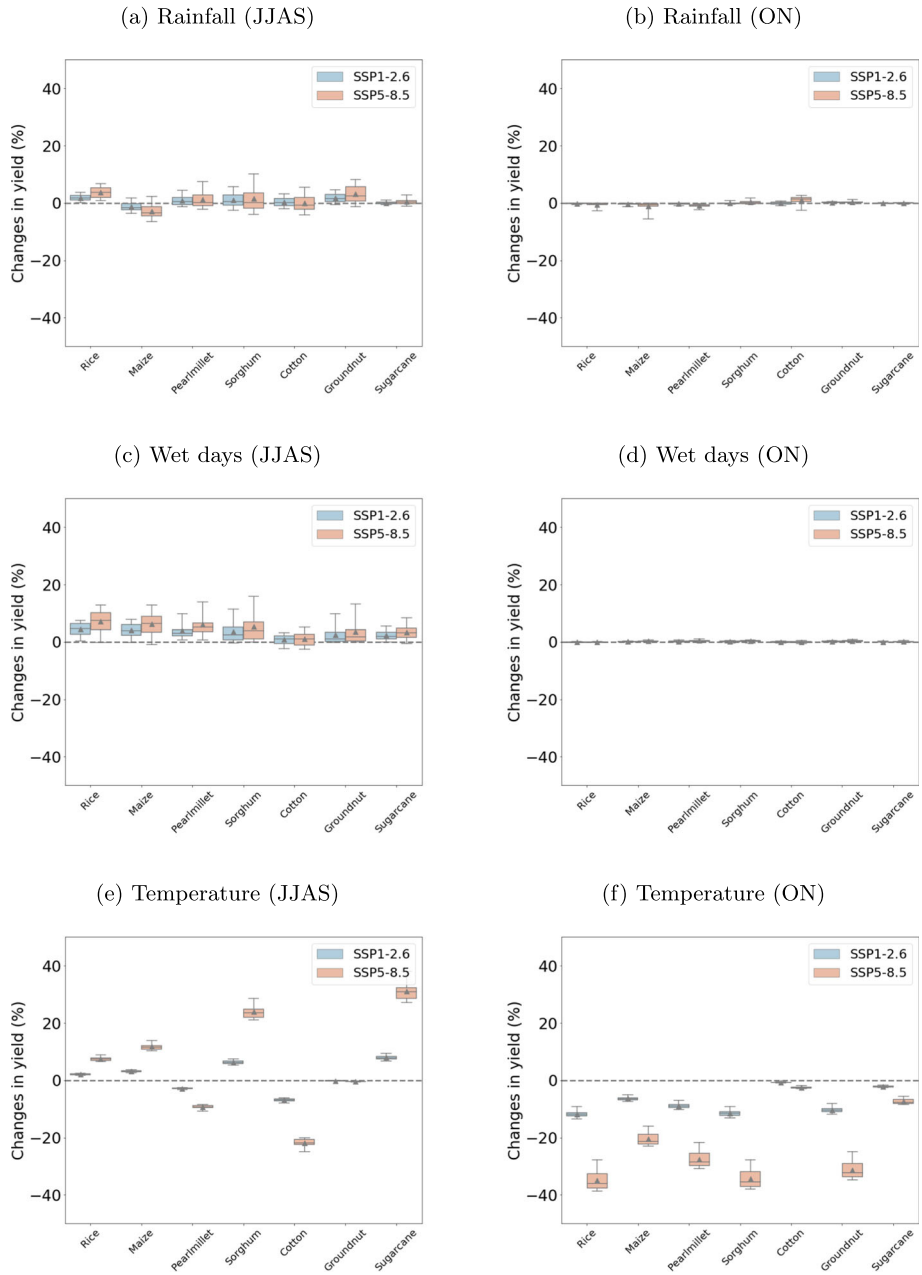 (a) Rainfall (JJAS)
(b) Rainfall (ON)
Changes in yield (%)
40
20
0
−20
−40
SSP1-2.6
SSP5-8.5
Rice
Maize
Pearlmillet
Sorghum
Cotton
Groundnut
Sugarcane
Changes in yield (%)
40
20
0
−20
−40
SSP1-2.6
SSP5-8.5
Rice
Maize
Pearlmillet
Sorghum
Cotton
Groundnut
Sugarcane
(c) Wet days (JJAS)
(d) Wet days (ON)
Changes in yield (%)
40
20
0
−20
−40
SSP1-2.6
SSP5-8.5
Rice
Maize
Pearlmillet
Sorghum
Cotton
Groundnut
Sugarcane
Changes in yield (%)
40
20
0
−20
−40
SSP1-2.6
SSP5-8.5
Rice
Maize
Pearlmillet
Sorghum
Cotton
Groundnut
Sugarcane
(e) Temperature (JJAS)
(f) Temperature (ON)
Changes in yield (%)
40
20
0
−20
−40
SSP1-2.6
SSP5-8.5
Rice
Maize
Pearlmillet
Sorghum
Cotton
Groundnut
Sugarcane
Changes in yield (%)
40
20
0
−20
−40
SSP1-2.6
SSP5-8.5
Rice
Maize
Pearlmillet
Sorghum
Cotton
Groundnut
Sugarcane